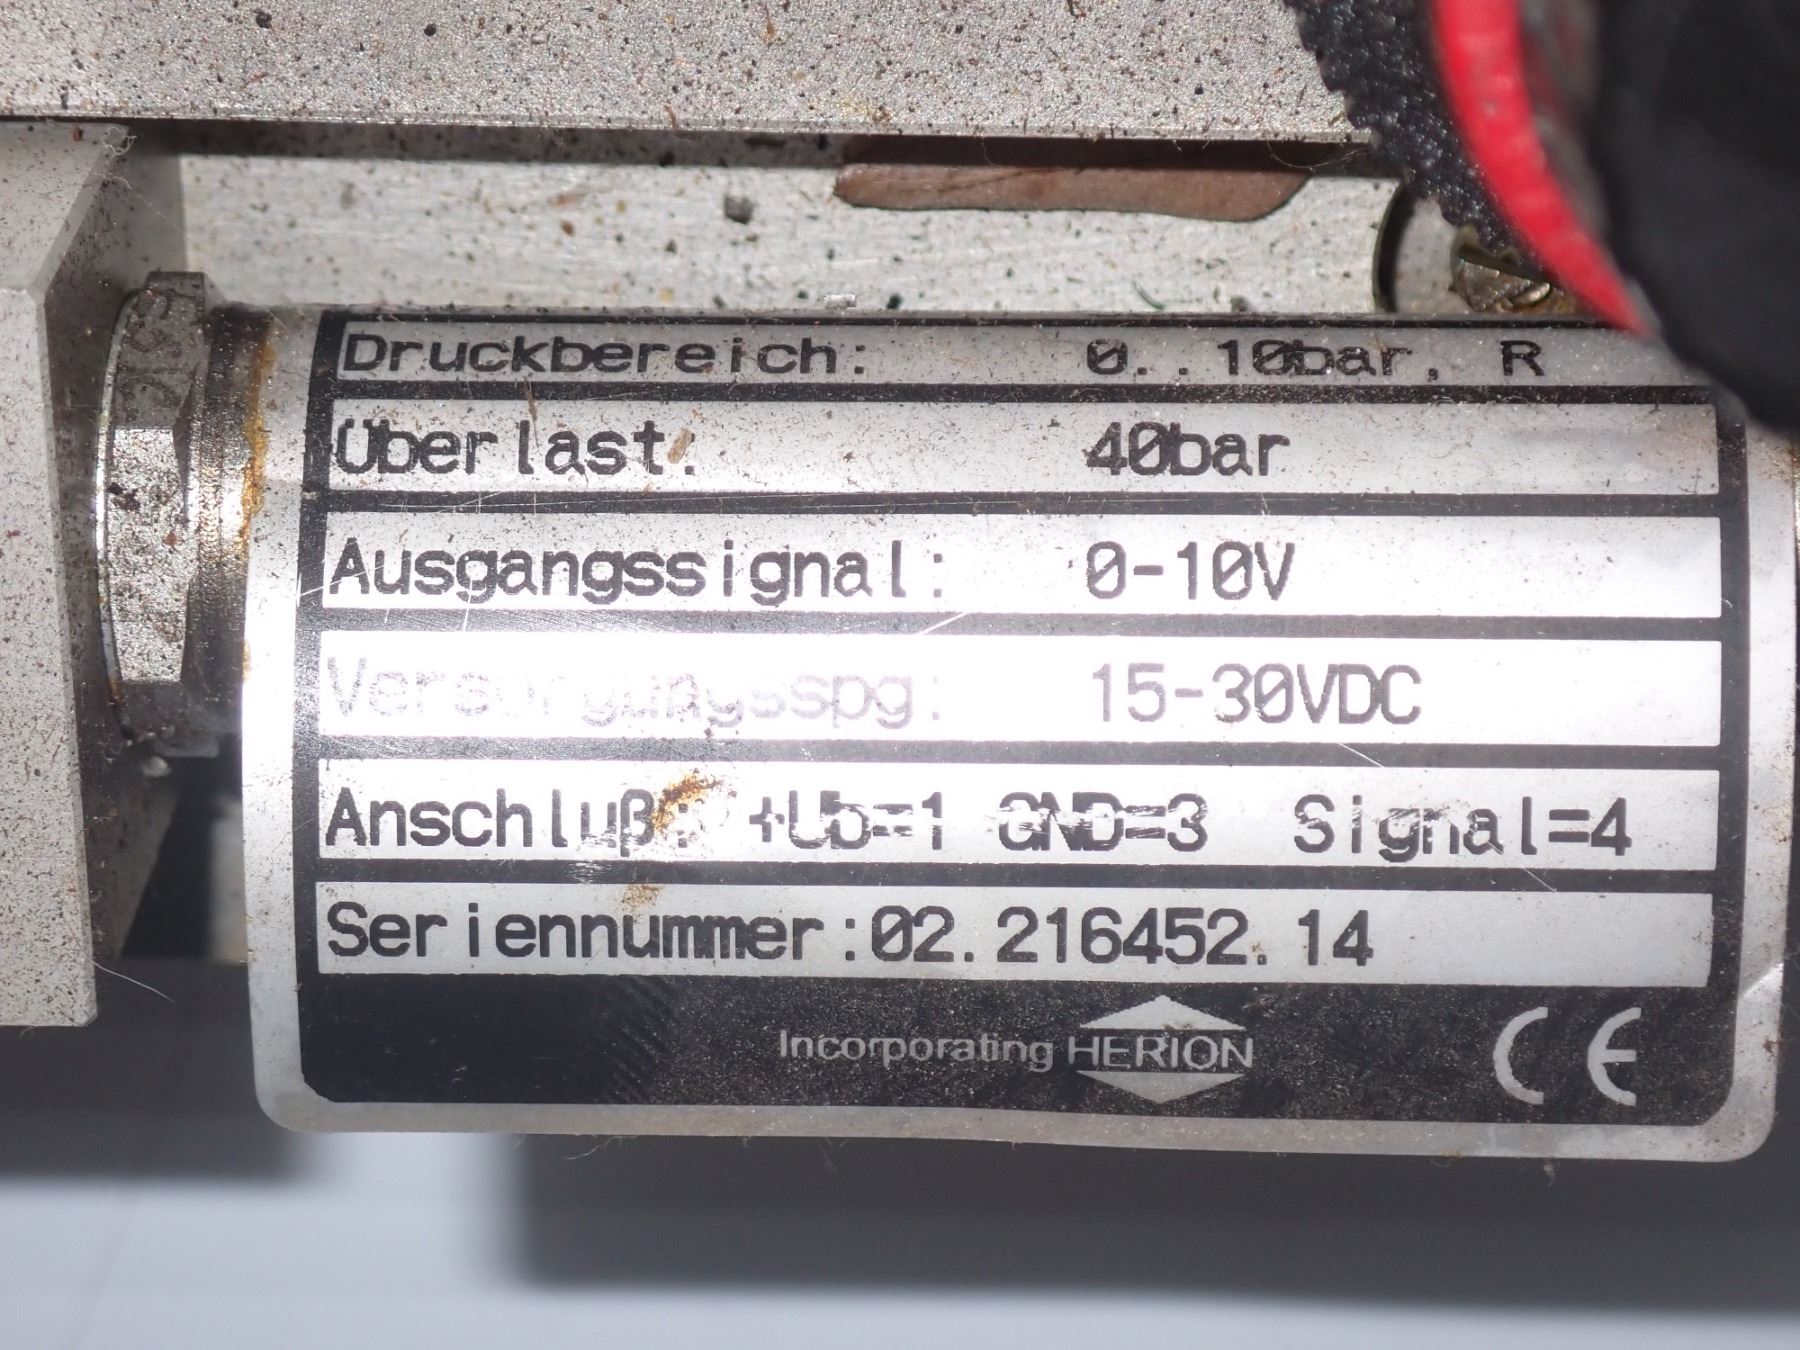 Druckbereich: 0..10bar, R
Überlast: 40bar
Ausgangssignal: 0-10V
Versorgungsspg: 15-30VDC
Anschluß: +Ub=1 GND=3 Signal=4
Seriennummer:02.216452.14
Incorporating HERION CE